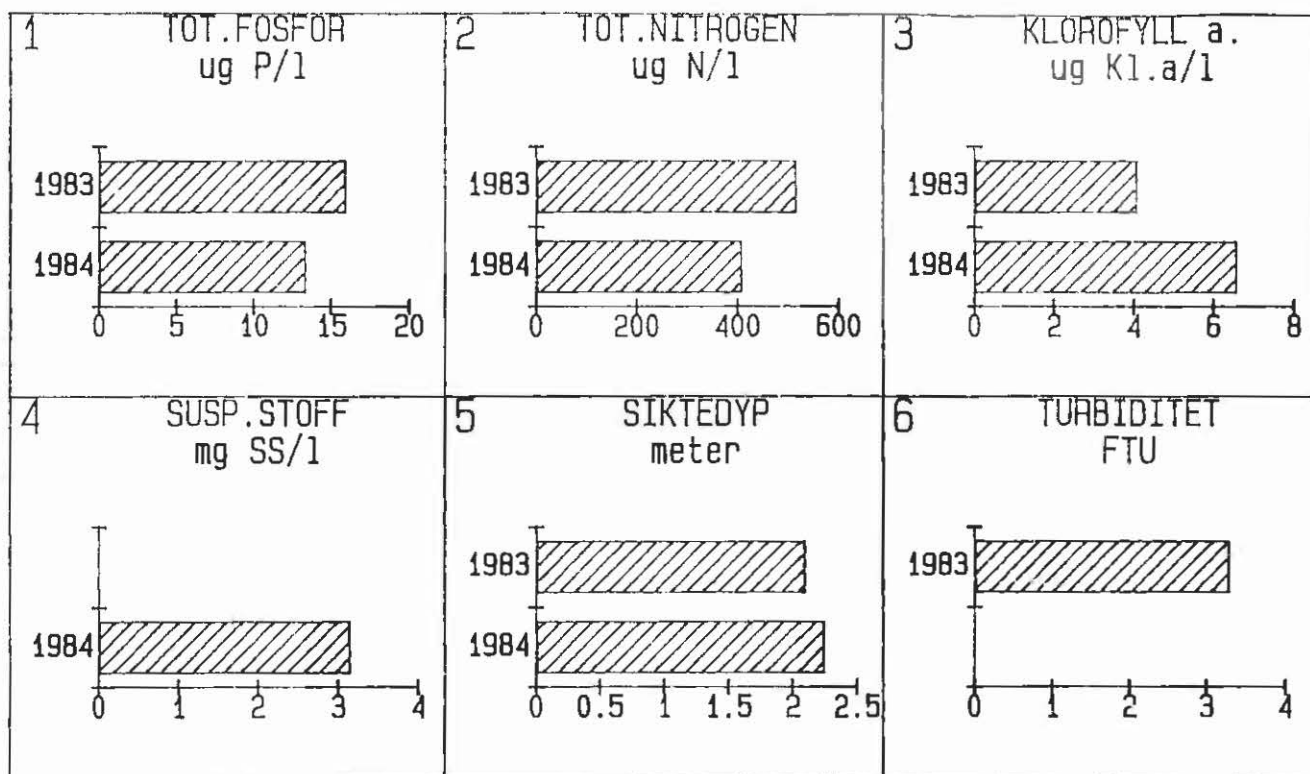 1
TOT.FOSFOR
ug P/l
1983
1984
0 5 10 15 20
2
TOT.NITROGEN
ug N/l
1983
1984
0 200 400 600
3
KLOROFYLL a.
ug Kl.a/l
1983
1984
0 2 4 6 8
4
SUSP.STOFF
mg SS/l
1984
0 1 2 3 4
5
SIKTEDYP
meter
1983
1984
0 0.5 1 1.5 2 2.5
6
TURBIDITET
FTU
1983
0 1 2 3 4